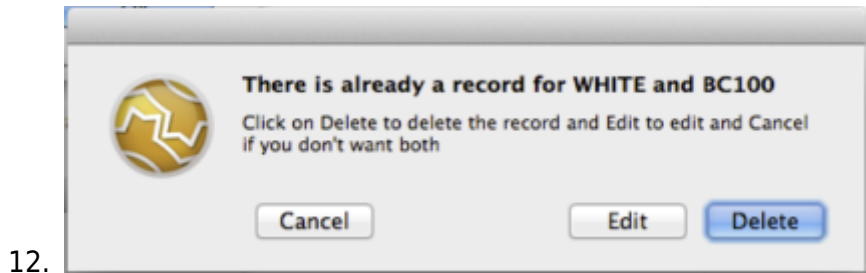 There is already a record for WHITE and BC100
Click on Delete to delete the record and Edit to edit and Cancel
if you don't want both
Cancel
Edit
Delete
12.